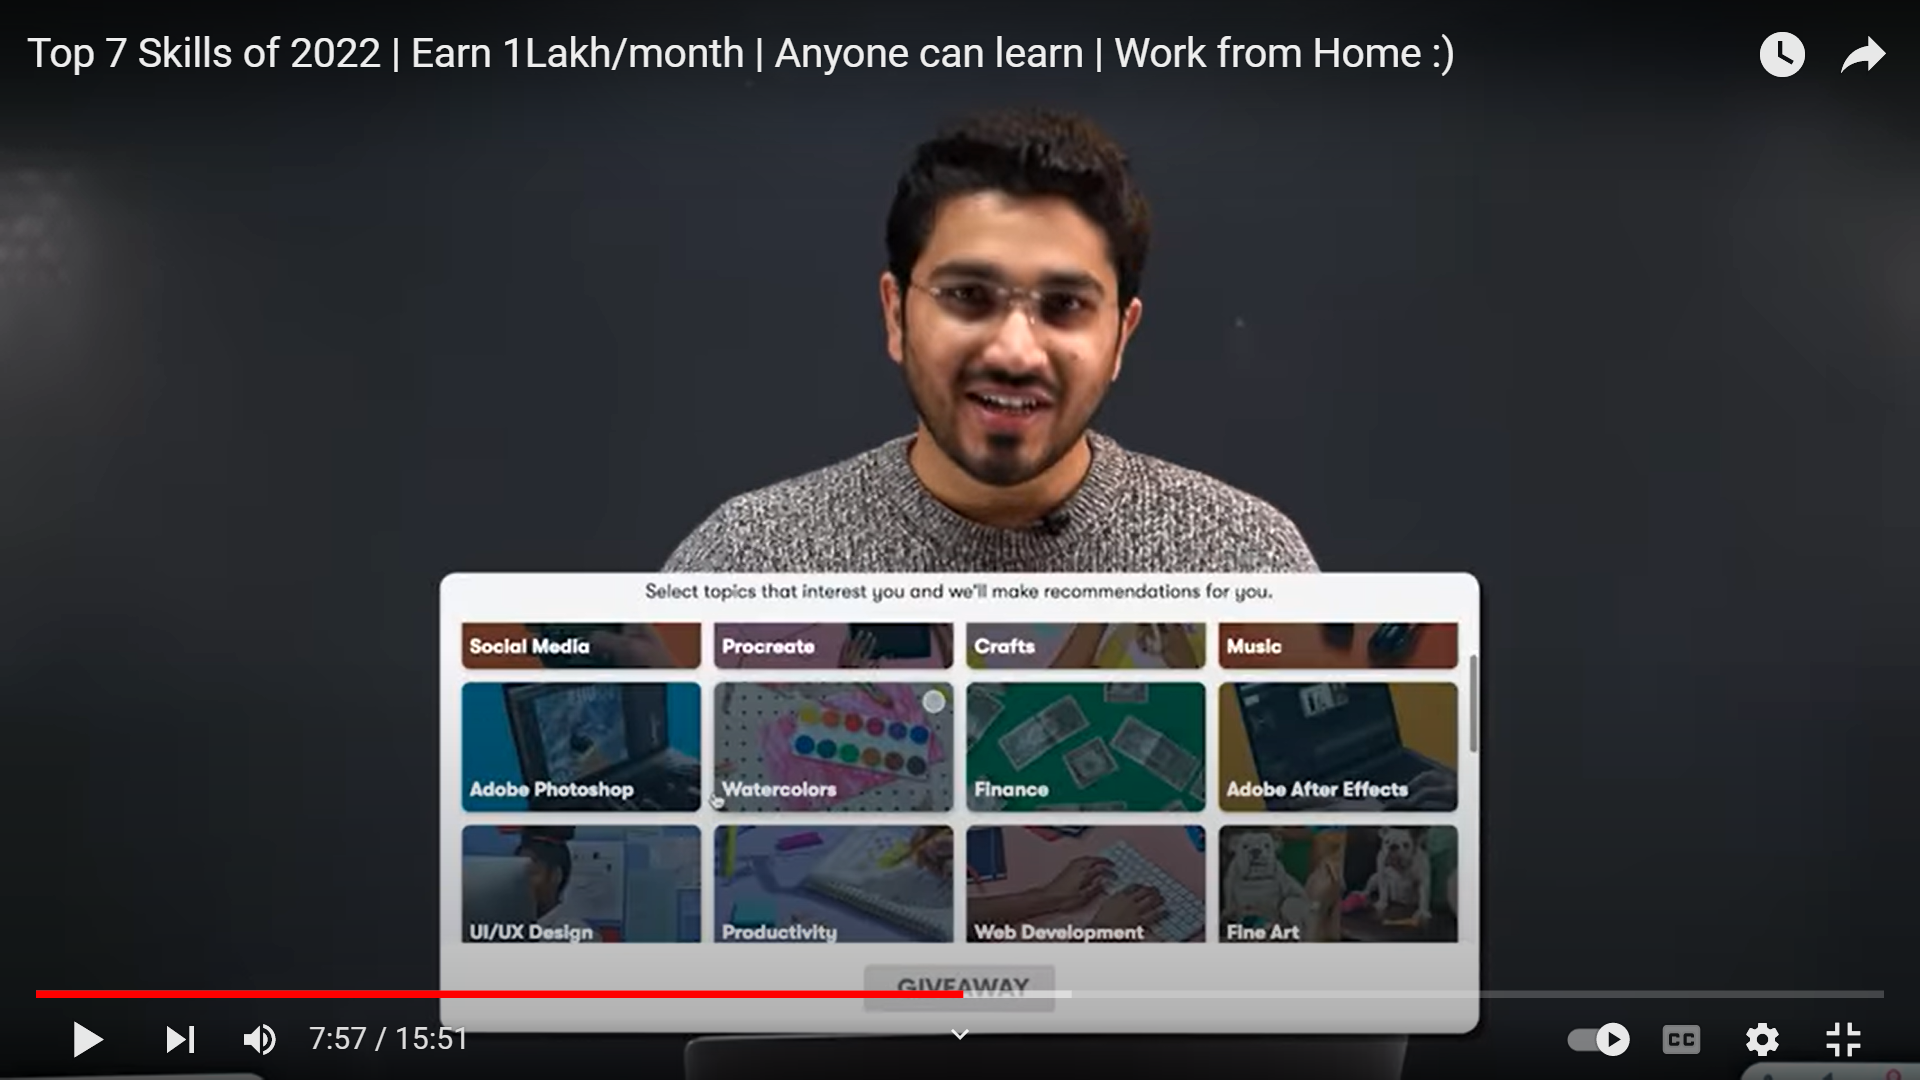 Top 7 Skills of 2022 | Earn 1Lakh/month | Anyone can learn | Work from Home :)
Select topics that interest you and we'll make recommendations for you.
Social Media
Procreate
Crafts
Music
Adobe Photoshop
Watercolors
Finance
Adobe After Effects
UI/UX Design
Productivity
Web Development
Fine Art
GIVEAWAY
7:57 / 15:51
CC